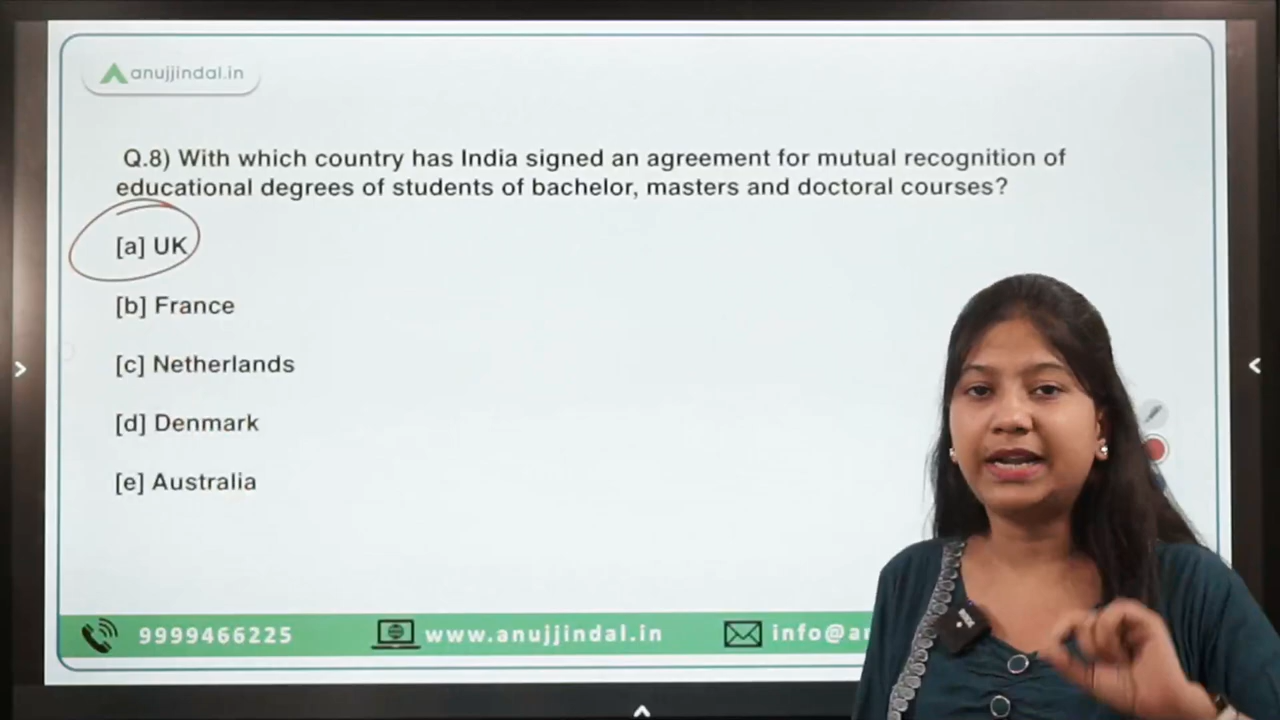 anujjindal.in
Q.8) With which country has India signed an agreement for mutual recognition of
educational degrees of students of bachelor, masters and doctoral courses?
[a] UK
[b] France
[c] Netherlands
[d] Denmark
[e] Australia
9999466225 www.anujjindal.in info@a